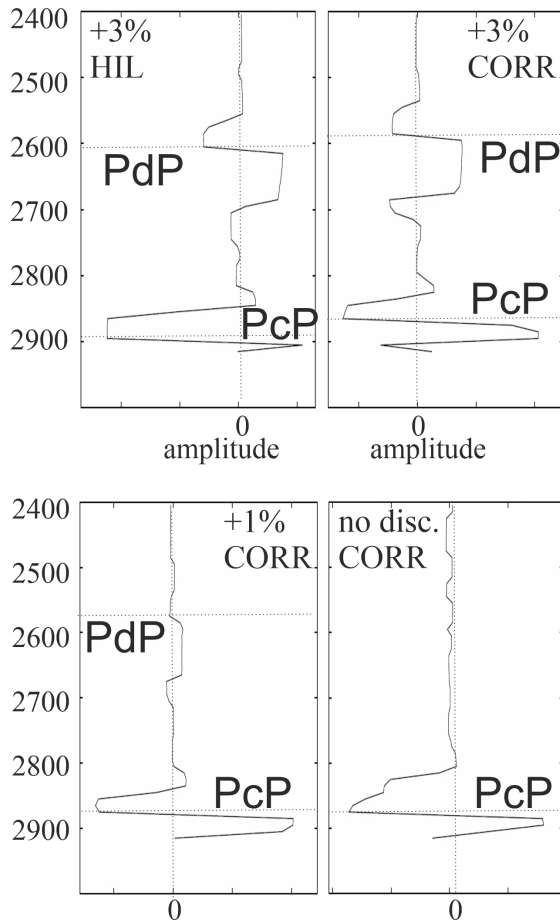 2400
2500
2600
2700
2800
2900
+3%
HIL
PdP
PcP
0
amplitude
+3%
CORR.
PdP
PcP
0
amplitude
2400
2500
2600
2700
2800
2900
+1%
CORR.
PdP
PcP
0
no disc.
CORR
PcP
0